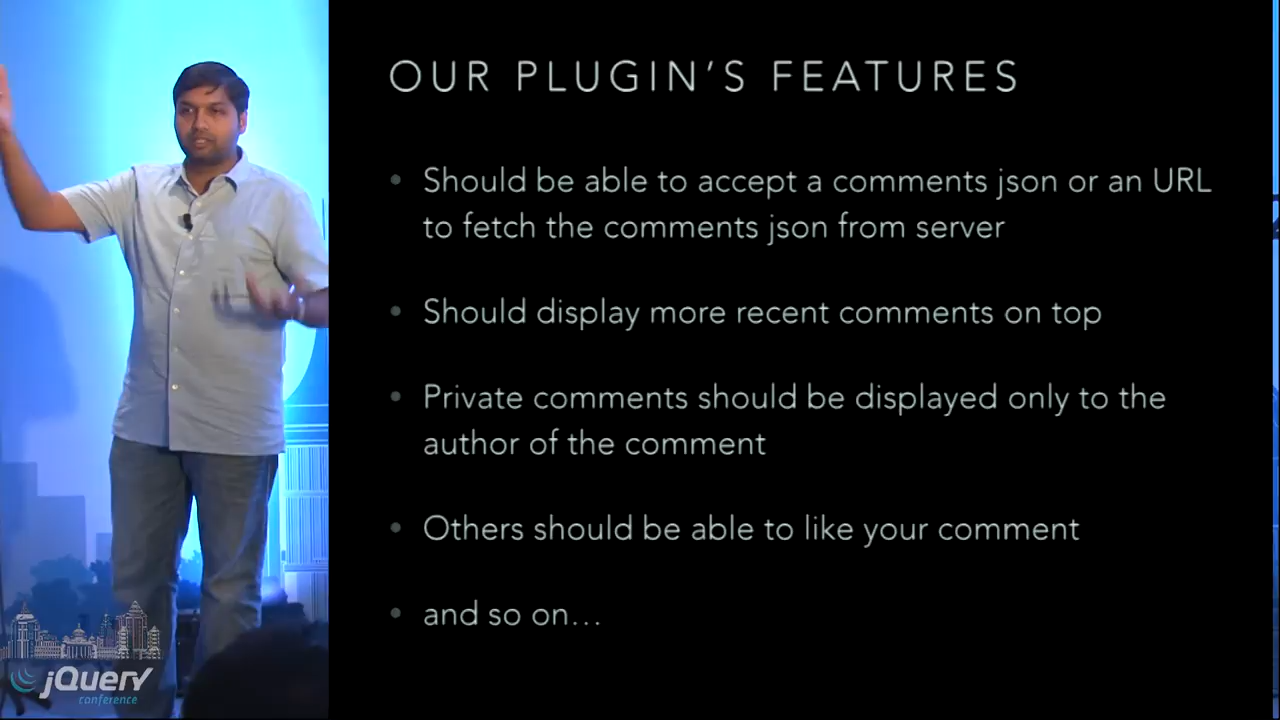 OUR PLUGIN’S FEATURES
• Should be able to accept a comments json or an URL
to fetch the comments json from server
• Should display more recent comments on top
• Private comments should be displayed only to the
author of the comment
• Others should be able to like your comment
• and so on…
jQuery
conference